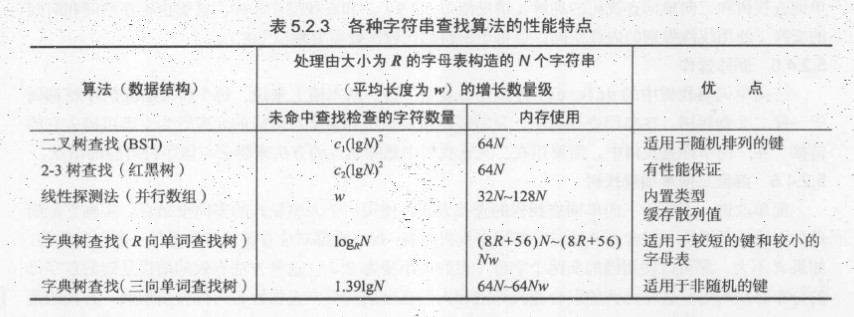 表 5.2.3 各种字符串查找算法的性能特点
算法（数据结构）
处理由大小为 R 的字母表构造的 N 个字符串
（平均长度为 w）的增长数量级
优 点
未命中查找检查的字符数量 内存使用
二叉树查找 (BST) c₁(lgN)² 64N 适用于随机排列的键
2-3 树查找（红黑树） c₂(lgN)² 64N 有性能保证
线性探测法（并行数组） w 32N~128N 内置类型
缓存散列值
字典树查找（R 向单词查找树） logRN (8R+56)N~(8R+56) 适用于较短的键和较小的
Nw 字母表
字典树查找（三向单词查找树） 1.39lgN 64N~64Nw 适用于非随机的键